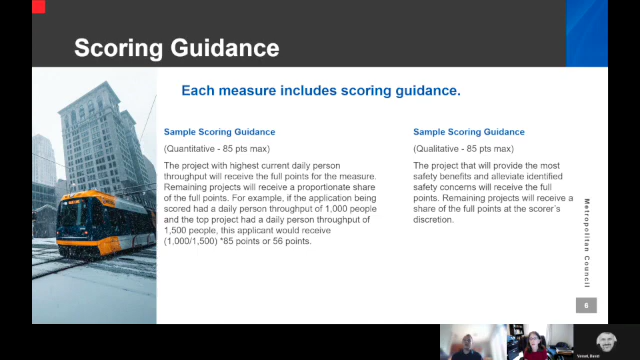 Scoring Guidance
Each measure includes scoring guidance.
Sample Scoring Guidance
(Quantitative - 85 pts max)
The project with highest current daily person
throughput will receive the full points for the measure.
Remaining projects will receive a proportionate share
of the full points. For example, if the application being
scored had a daily person throughput of 1,000 people
and the top project had a daily person throughput of
1,500 people, this applicant would receive
(1,000/1,500) *85 points or 56 points.
Sample Scoring Guidance
(Qualitative - 85 pts max)
The project that will provide the most
safety benefits and alleviate identified
safety concerns will receive the full
points. Remaining projects will receive a
share of the full points at the scorer's
discretion.
Metropolitan Council
6